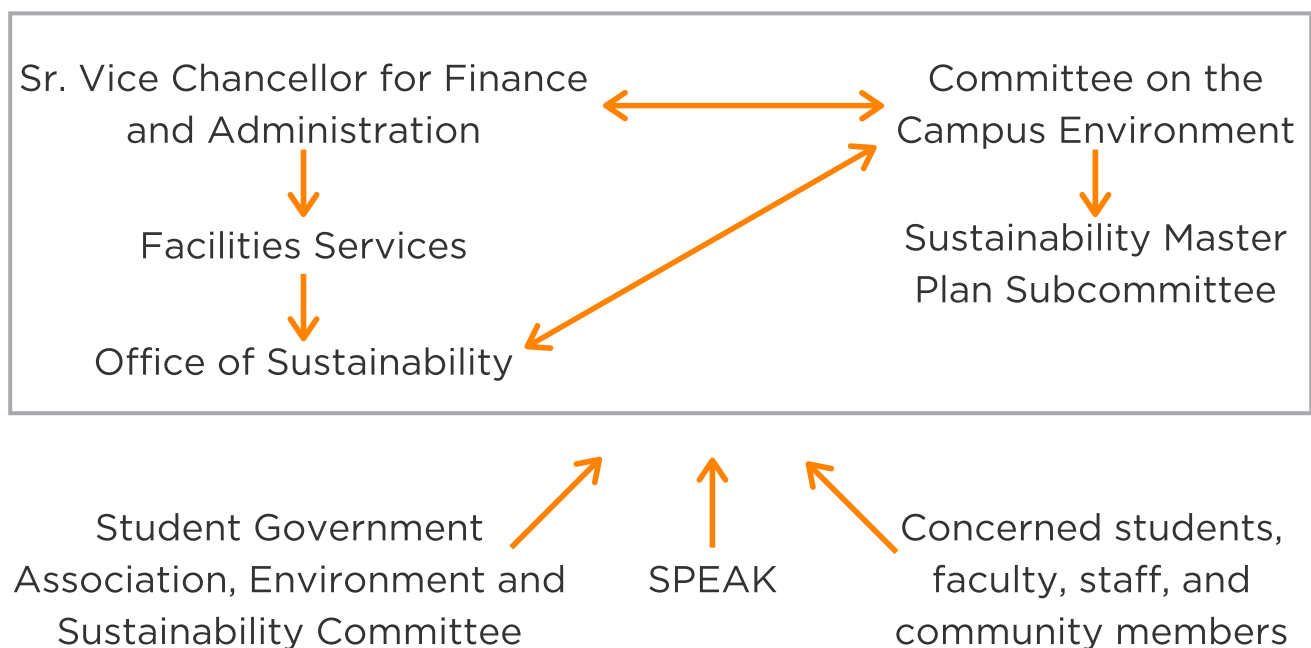 Sr. Vice Chancellor for Finance
and Administration
Committee on the
Campus Environment
Facilities Services
Sustainability Master
Plan Subcommittee
Office of Sustainability
Student Government
Association, Environment and
Sustainability Committee
SPEAK
Concerned students,
faculty, staff, and
community members